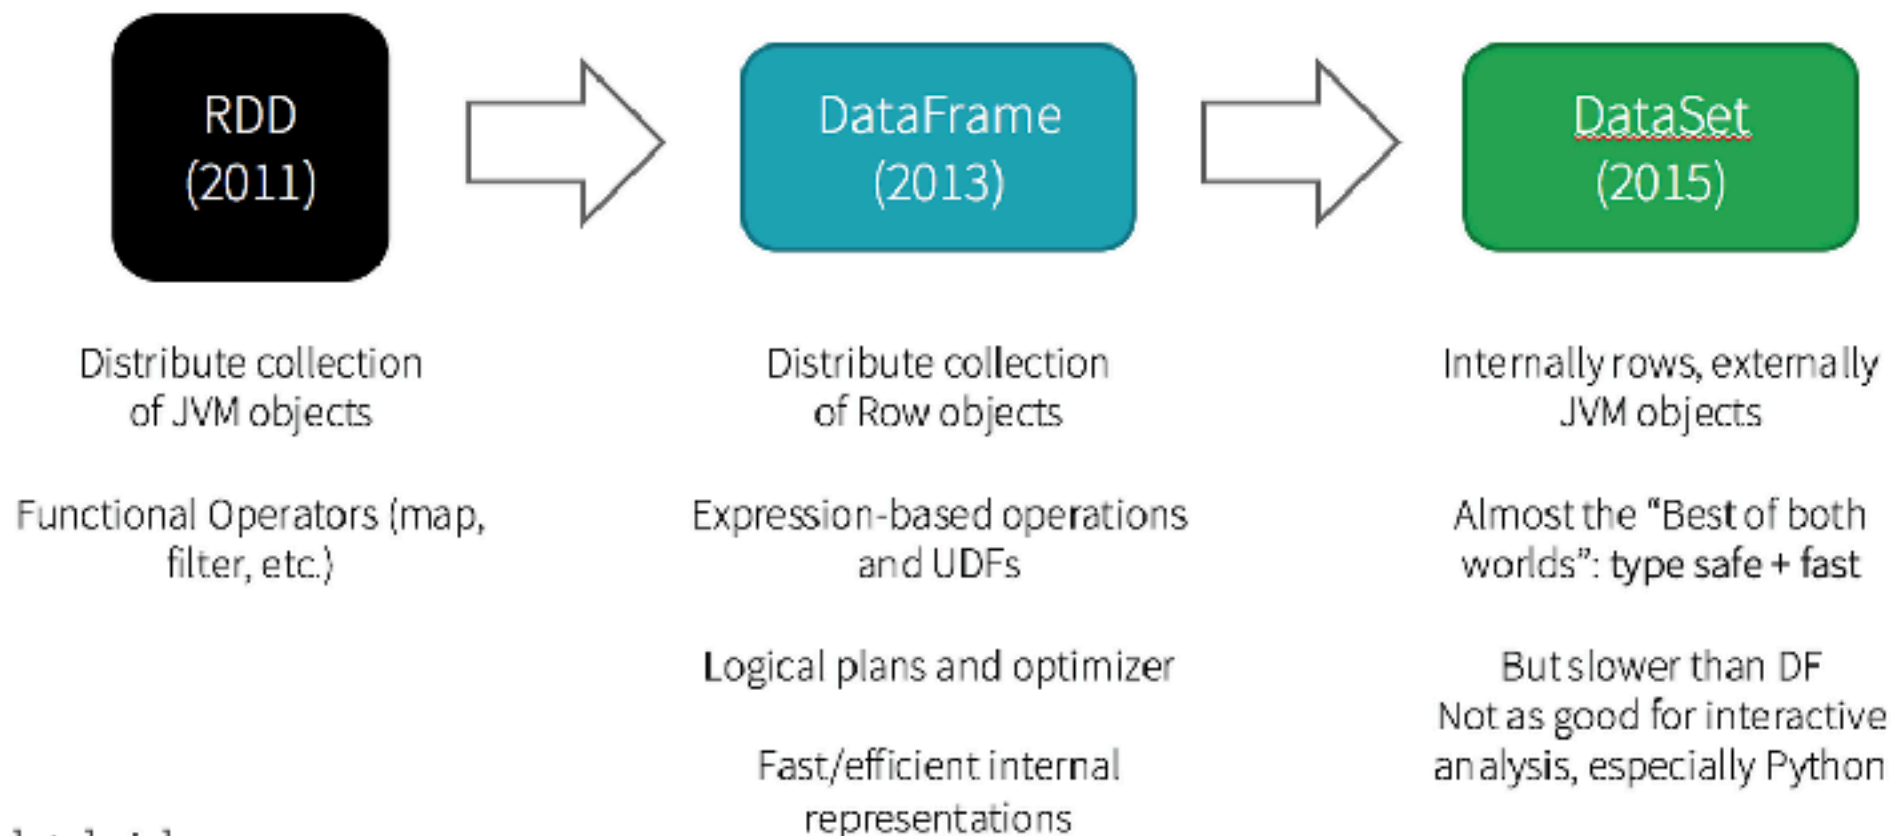 RDD
(2011)
DataFrame
(2013)
DataSet
(2015)
Distribute collection
of JVM objects
Functional Operators (map,
filter, etc.)
Distribute collection
of Row objects
Expression-based operations
and UDFs
Logical plans and optimizer
Fast/efficient internal
representations
Internally rows, externally
JVM objects
Almost the “Best of both
worlds”: type safe + fast
But slower than DF
Not as good for interactive
analysis, especially Python